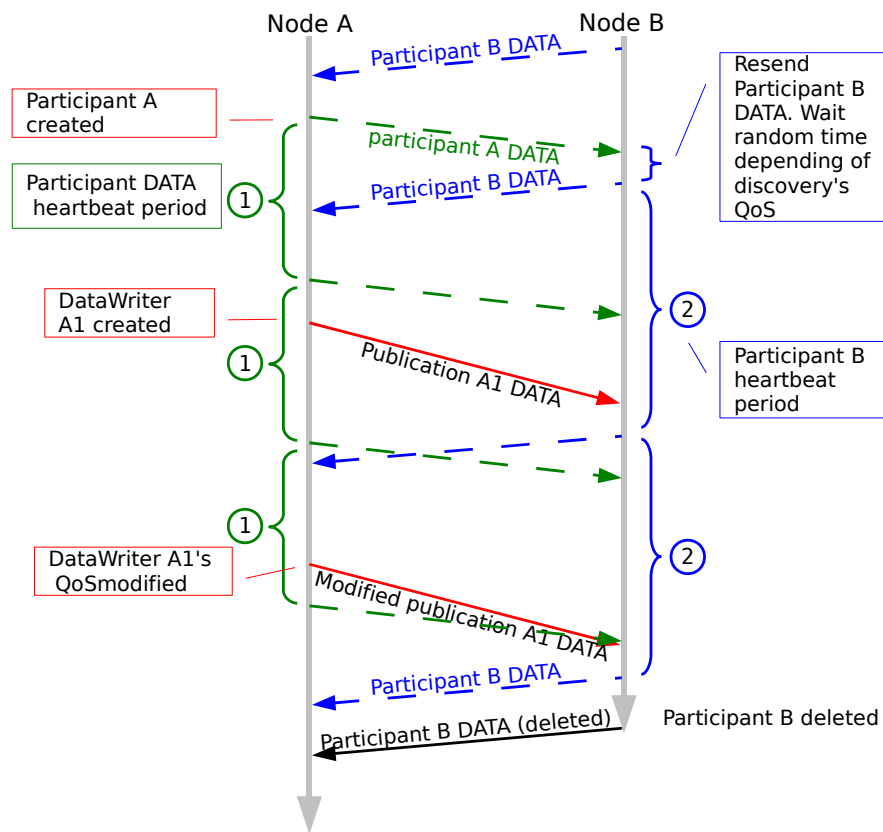 Node A
Node B
Participant B DATA
Resend
Participant B
DATA. Wait
random time
depending of
discovery's
QoS
Participant A
created
participant A DATA
Participant B DATA
Participant DATA
heartbeat period
1
DataWriter
A1 created
2
Publication A1 DATA
1
Participant B
heartbeat
period
1
DataWriter A1's
QoSmodified
2
Modified publication A1 DATA
Participant B DATA
Participant B DATA (deleted)
Participant B deleted